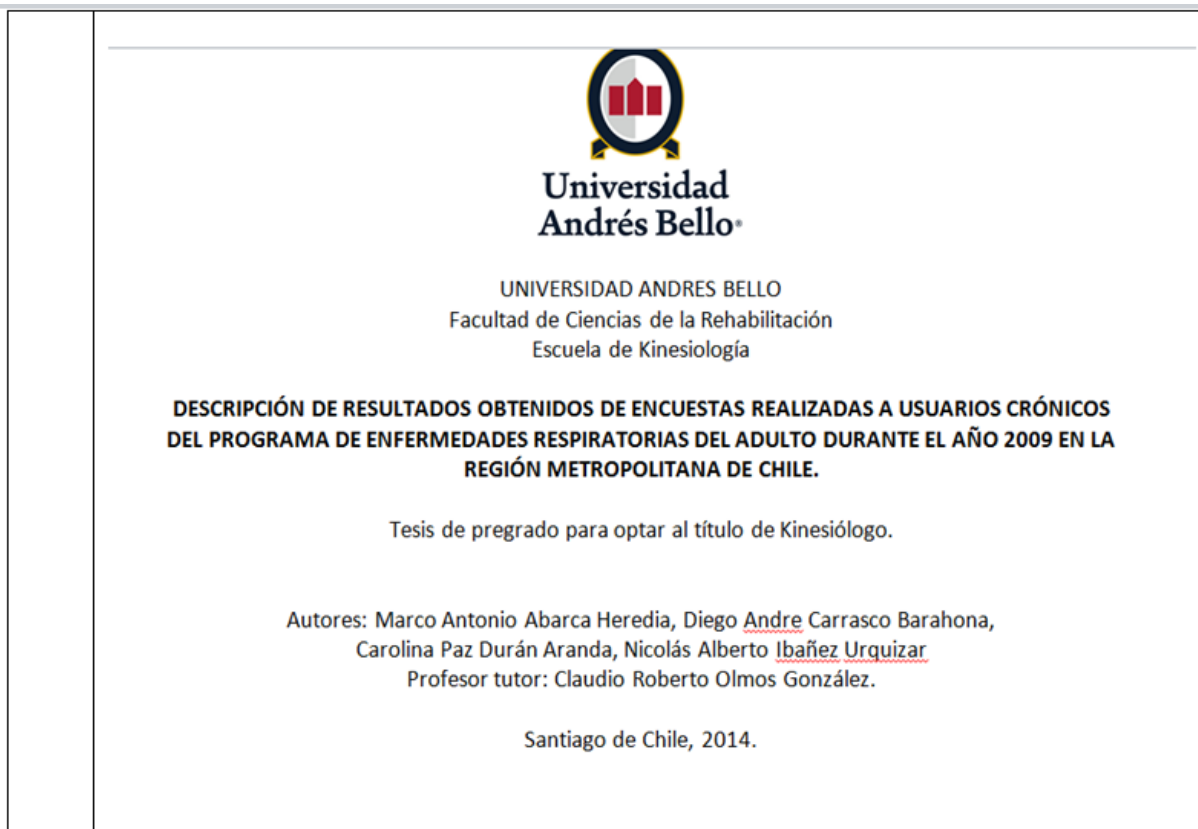 Universidad
Andrés Bello®
UNIVERSIDAD ANDRES BELLO
Facultad de Ciencias de la Rehabilitación
Escuela de Kinesiología
DESCRIPCIÓN DE RESULTADOS OBTENIDOS DE ENCUESTAS REALIZADAS A USUARIOS CRÓNICOS
DEL PROGRAMA DE ENFERMEDADES RESPIRATORIAS DEL ADULTO DURANTE EL AÑO 2009 EN LA
REGIÓN METROPOLITANA DE CHILE.
Tesis de pregrado para optar al título de Kinesiólogo.
Autores: Marco Antonio Abarca Heredia, Diego Andre Carrasco Barahona,
Carolina Paz Durán Aranda, Nicolás Alberto Ibañez Urquizar
Profesor tutor: Claudio Roberto Olmos González.
Santiago de Chile, 2014.